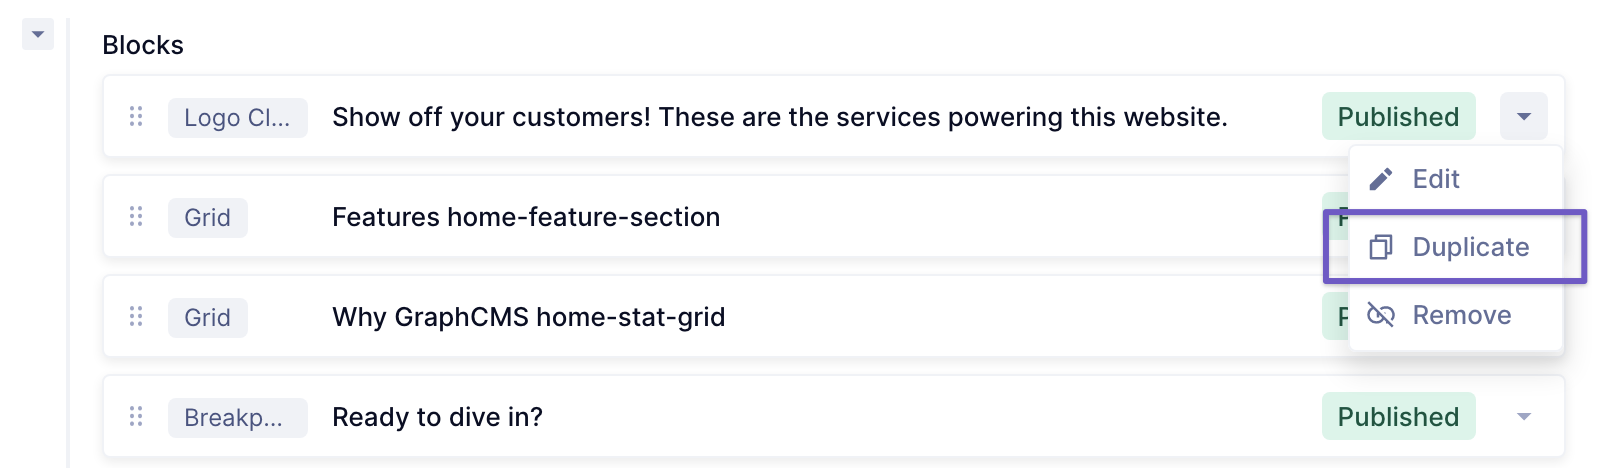 Blocks
Logo Cl... Show off your customers! These are the services powering this website. Published
Edit
Grid Features home-feature-section
Duplicate
Grid Why GraphCMS home-stat-grid
Remove
Breakp... Ready to dive in? Published